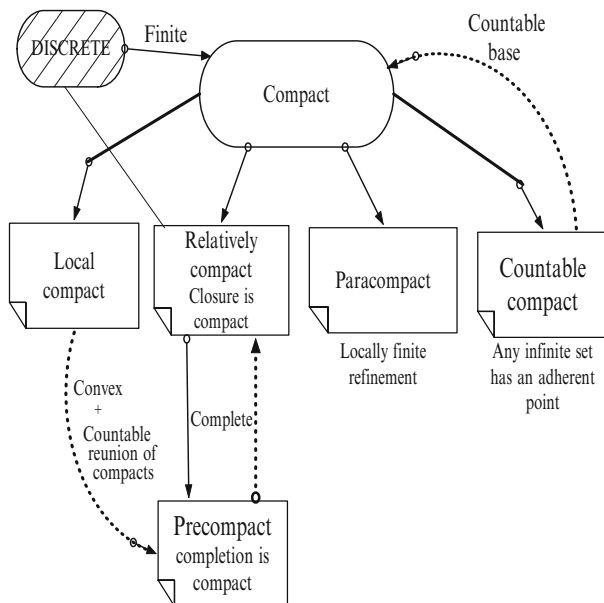 DISCRETE
Finite
Countable
base
Compact
Local
compact
Relatively
compact
Closure is
compact
Paracompact
Countable
compact
Locally finite
refinement
Any infinite set
has an adherent
point
Convex
+
Countable
reunion of
compacts
Complete
Precompact
completion is
compact